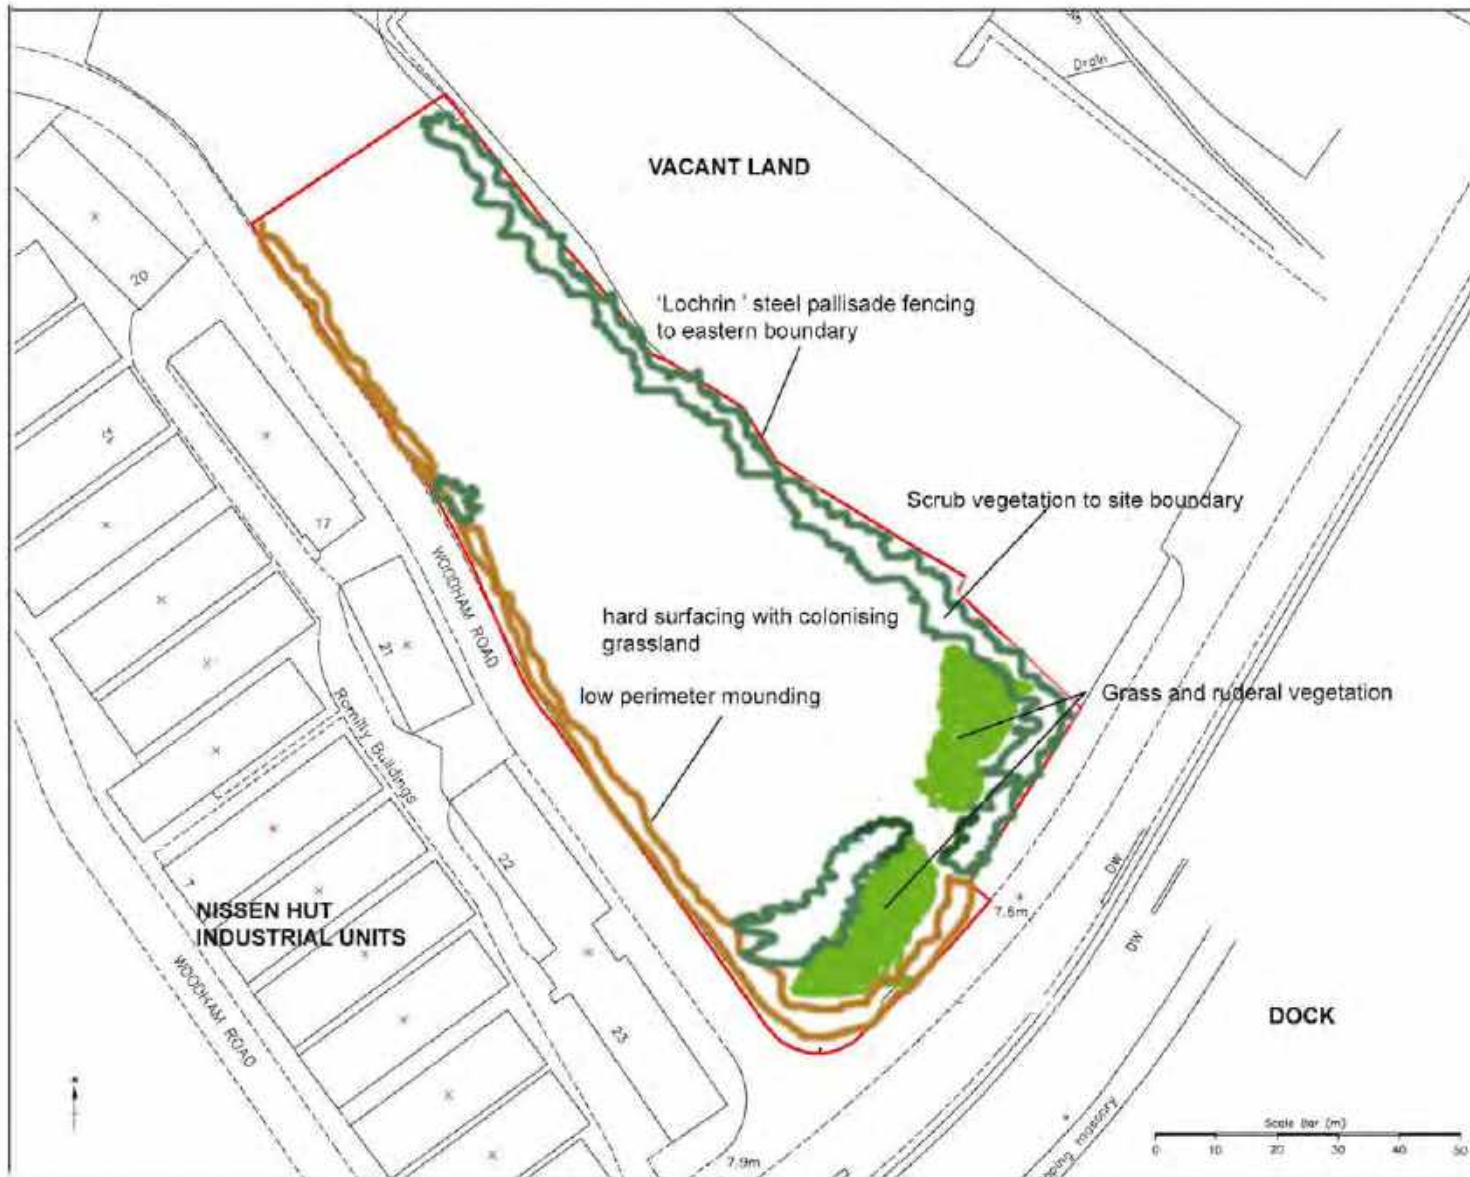 Drain
VACANT LAND
20
'Lochrin ' steel pallisade fencing
to eastern boundary
Scrub vegetation to site boundary
17
WOODHAM ROAD
hard surfacing with colonising
grassland
21
low perimeter mounding
Grass and ruderal vegetation
Romilly Buildings
22
DW
7
NISSEN HUT
INDUSTRIAL UNITS
7.6m
DW
WOODHAM ROAD
23
DOCK
7.9m
masonry
Scale Bar (m)
0 10 20 30 40 50